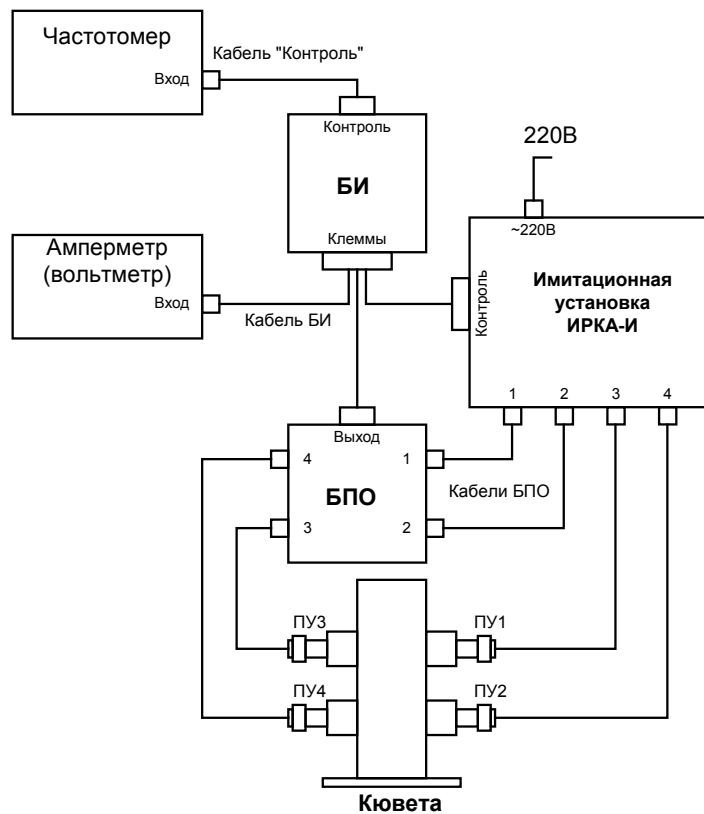 Частотомер
Кабель "Контроль"
Вход
Контроль
БИ
220В
Клеммы
~220В
Амперметр
(вольтметр)
Имитационная
установка
ИРКА-И
Контроль
Вход
Кабель БИ
1 2 3 4
Выход
4 1
БПО
Кабели БПО
3 2
ПУ3 ПУ1
ПУ4 ПУ2
Кювета